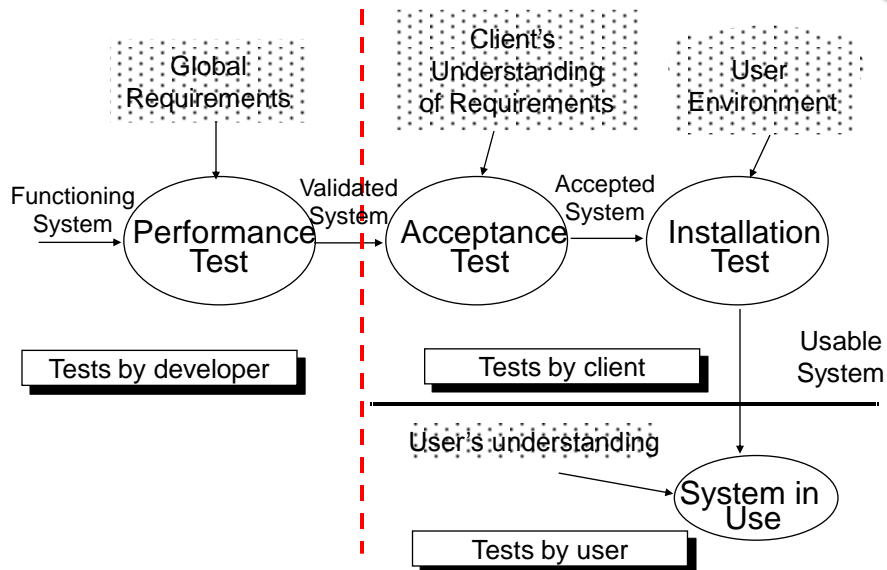 Global
Requirements
Client's
Understanding
of Requirements
User
Environment
Functioning
System
Performance
Test
Validated
System
Acceptance
Test
Accepted
System
Installation
Test
Tests by developer
Tests by client
Usable
System
User's understanding
System in
Use
Tests by user